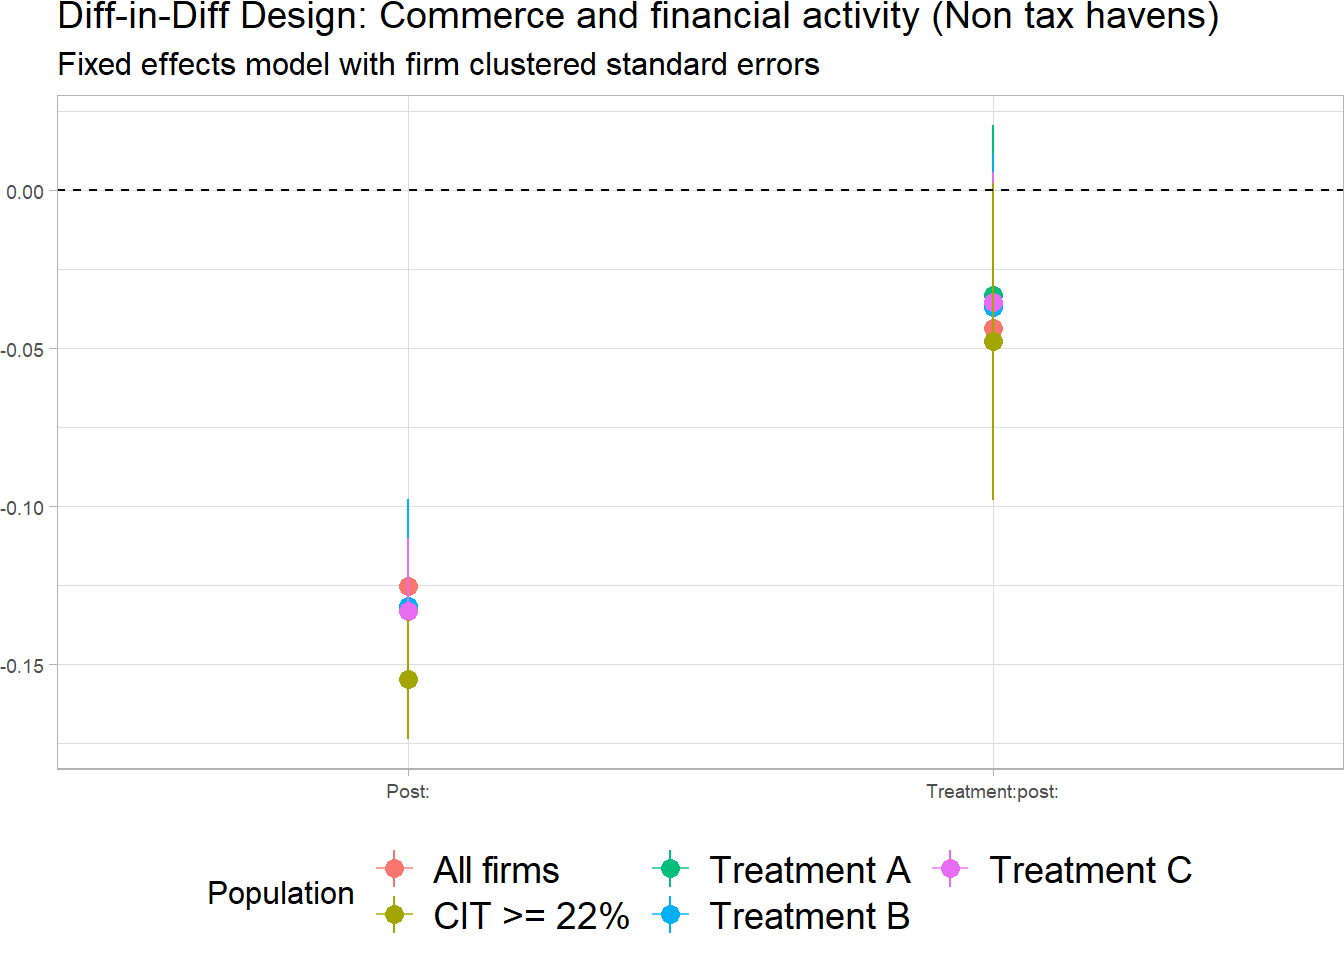 Diff-in-Diff Design: Commerce and financial activity (Non tax havens)
Fixed effects model with firm clustered standard errors
0.00
-0.05
-0.10
-0.15
Post:
Treatment:post:
Population
All firms
Treatment A
Treatment C
CIT >= 22%
Treatment B